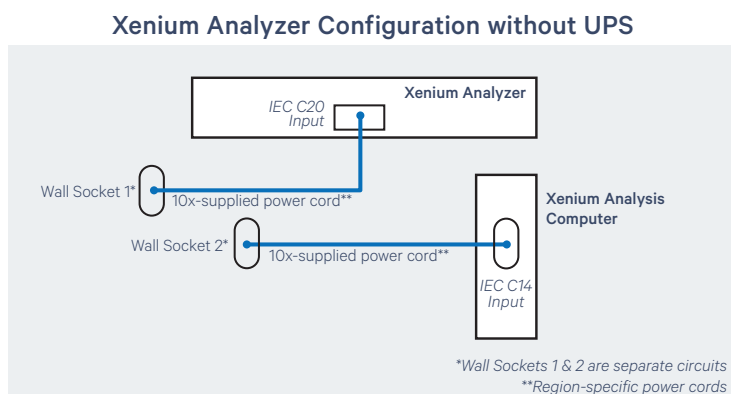 Xenium Analyzer Configuration without UPS
Xenium Analyzer
IEC C20
Input
Wall Socket 1*
10x-supplied power cord**
Xenium Analysis
Computer
Wall Socket 2*
10x-supplied power cord**
IEC C14
Input
*Wall Sockets 1 & 2 are separate circuits
**Region-specific power cords